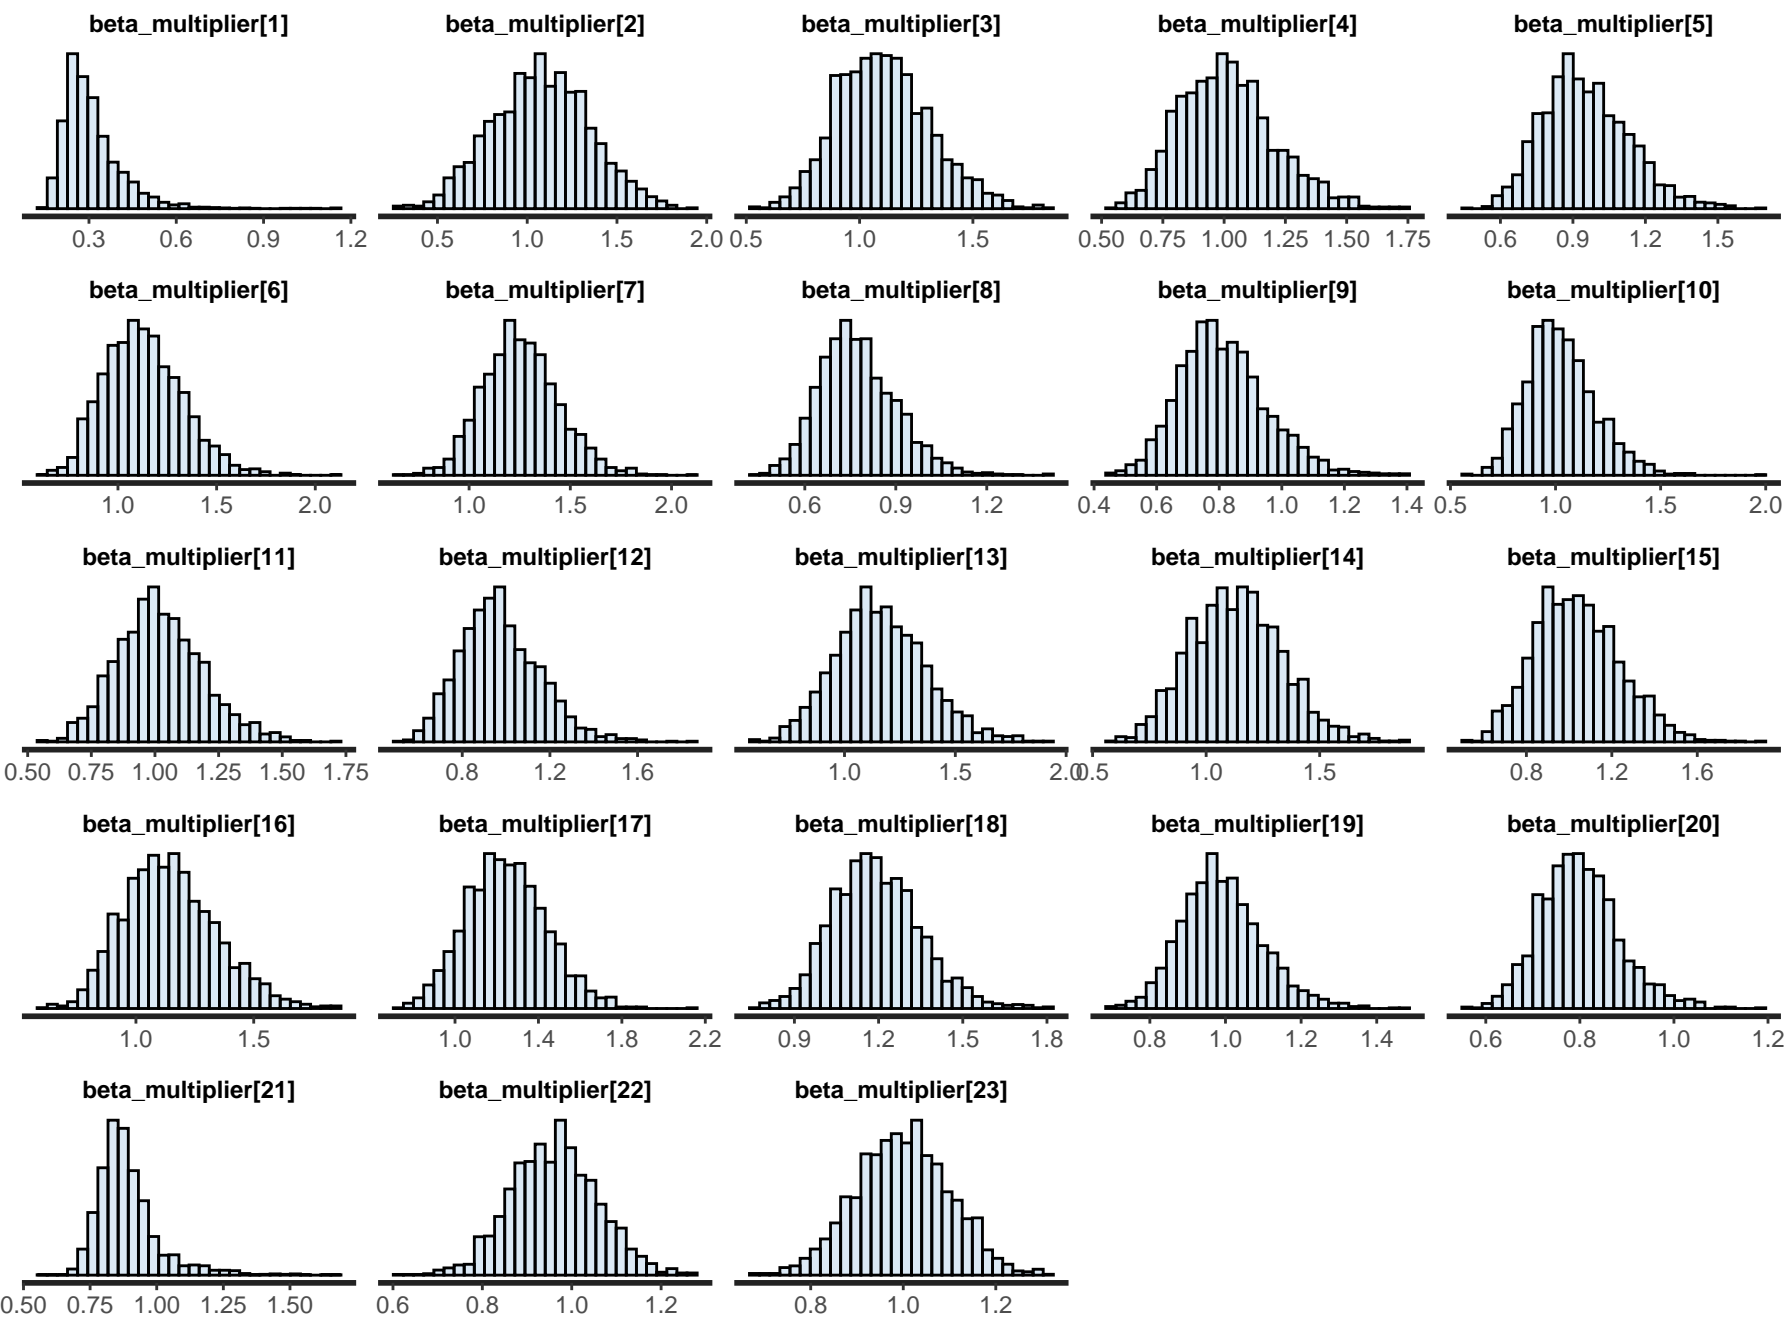 beta_multiplier[1] beta_multiplier[2] beta_multiplier[3] beta_multiplier[4] beta_multiplier[5]
0.3 0.6 0.9 1.2 0.5 1.0 1.5 2.0 0.5 1.0 1.5 0.50 0.75 1.00 1.25 1.50 1.75 0.6 0.9 1.2 1.5
beta_multiplier[6] beta_multiplier[7] beta_multiplier[8] beta_multiplier[9] beta_multiplier[10]
1.0 1.5 2.0 1.0 1.5 2.0 0.6 0.9 1.2 0.4 0.6 0.8 1.0 1.2 1.4 0.5 1.0 1.5 2.0
beta_multiplier[11] beta_multiplier[12] beta_multiplier[13] beta_multiplier[14] beta_multiplier[15]
0.50 0.75 1.00 1.25 1.50 1.75 0.8 1.2 1.6 1.0 1.5 2.0 0.5 1.0 1.5 0.8 1.2 1.6
beta_multiplier[16] beta_multiplier[17] beta_multiplier[18] beta_multiplier[19] beta_multiplier[20]
1.0 1.5 1.0 1.4 1.8 2.2 0.9 1.2 1.5 1.8 0.8 1.0 1.2 1.4 0.6 0.8 1.0 1.2
beta_multiplier[21] beta_multiplier[22] beta_multiplier[23]
0.50 0.75 1.00 1.25 1.50 0.6 0.8 1.0 1.2 0.8 1.0 1.2